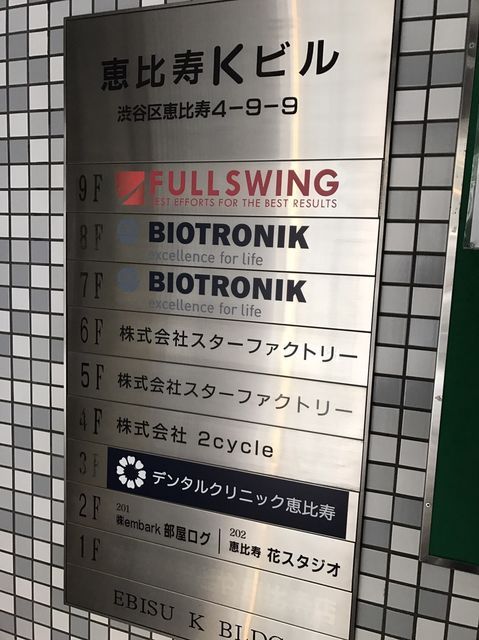 恵比寿Kビル
渋谷区恵比寿4-9-9
9F FULLSWING
BEST EFFORTS FOR THE BEST RESULTS
8F BIOTRONIK
excellence for life
7F BIOTRONIK
excellence for life
6F 株式会社スターファクトリー
5F 株式会社スターファクトリー
4F 株式会社 2cycle
3F デンタルクリニック恵比寿
2F 201 ㈱embark 部屋ログ 202 恵比寿 花スタジオ
1F
EBISU K BLDG